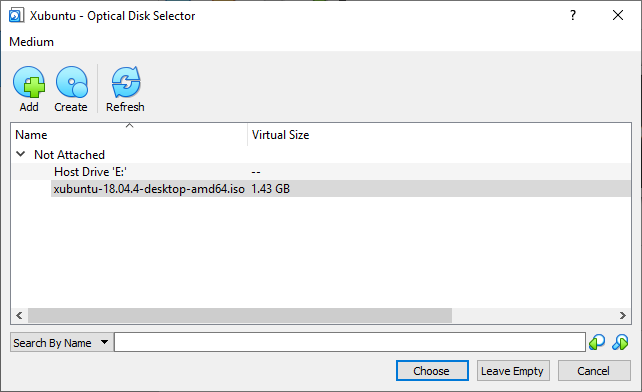 Xubuntu - Optical Disk Selector
Medium
Add Create Refresh
Name Virtual Size
Not Attached
Host Drive 'E:' --
xubuntu-18.04.4-desktop-amd64.iso 1.43 GB
Search By Name
Choose Leave Empty Cancel